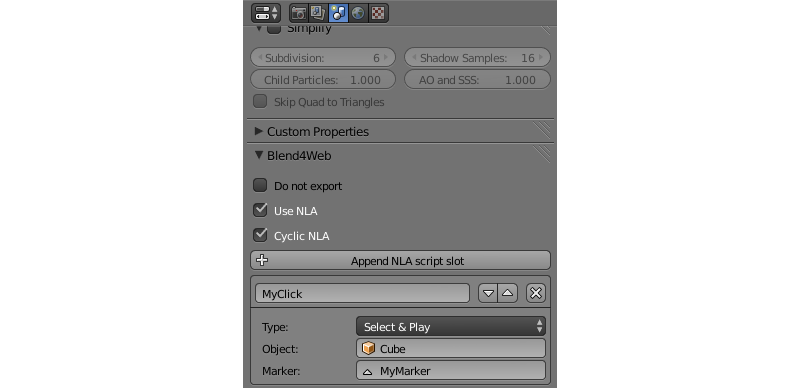 Simplify
Subdivision: 6 Shadow Samples: 16
Child Particles: 1.000 AO and SSS: 1.000
Skip Quad to Triangles
Custom Properties
Blend4Web
Do not export
Use NLA
Cyclic NLA
Append NLA script slot
MyClick
Type: Select & Play
Object: Cube
Marker: MyMarker